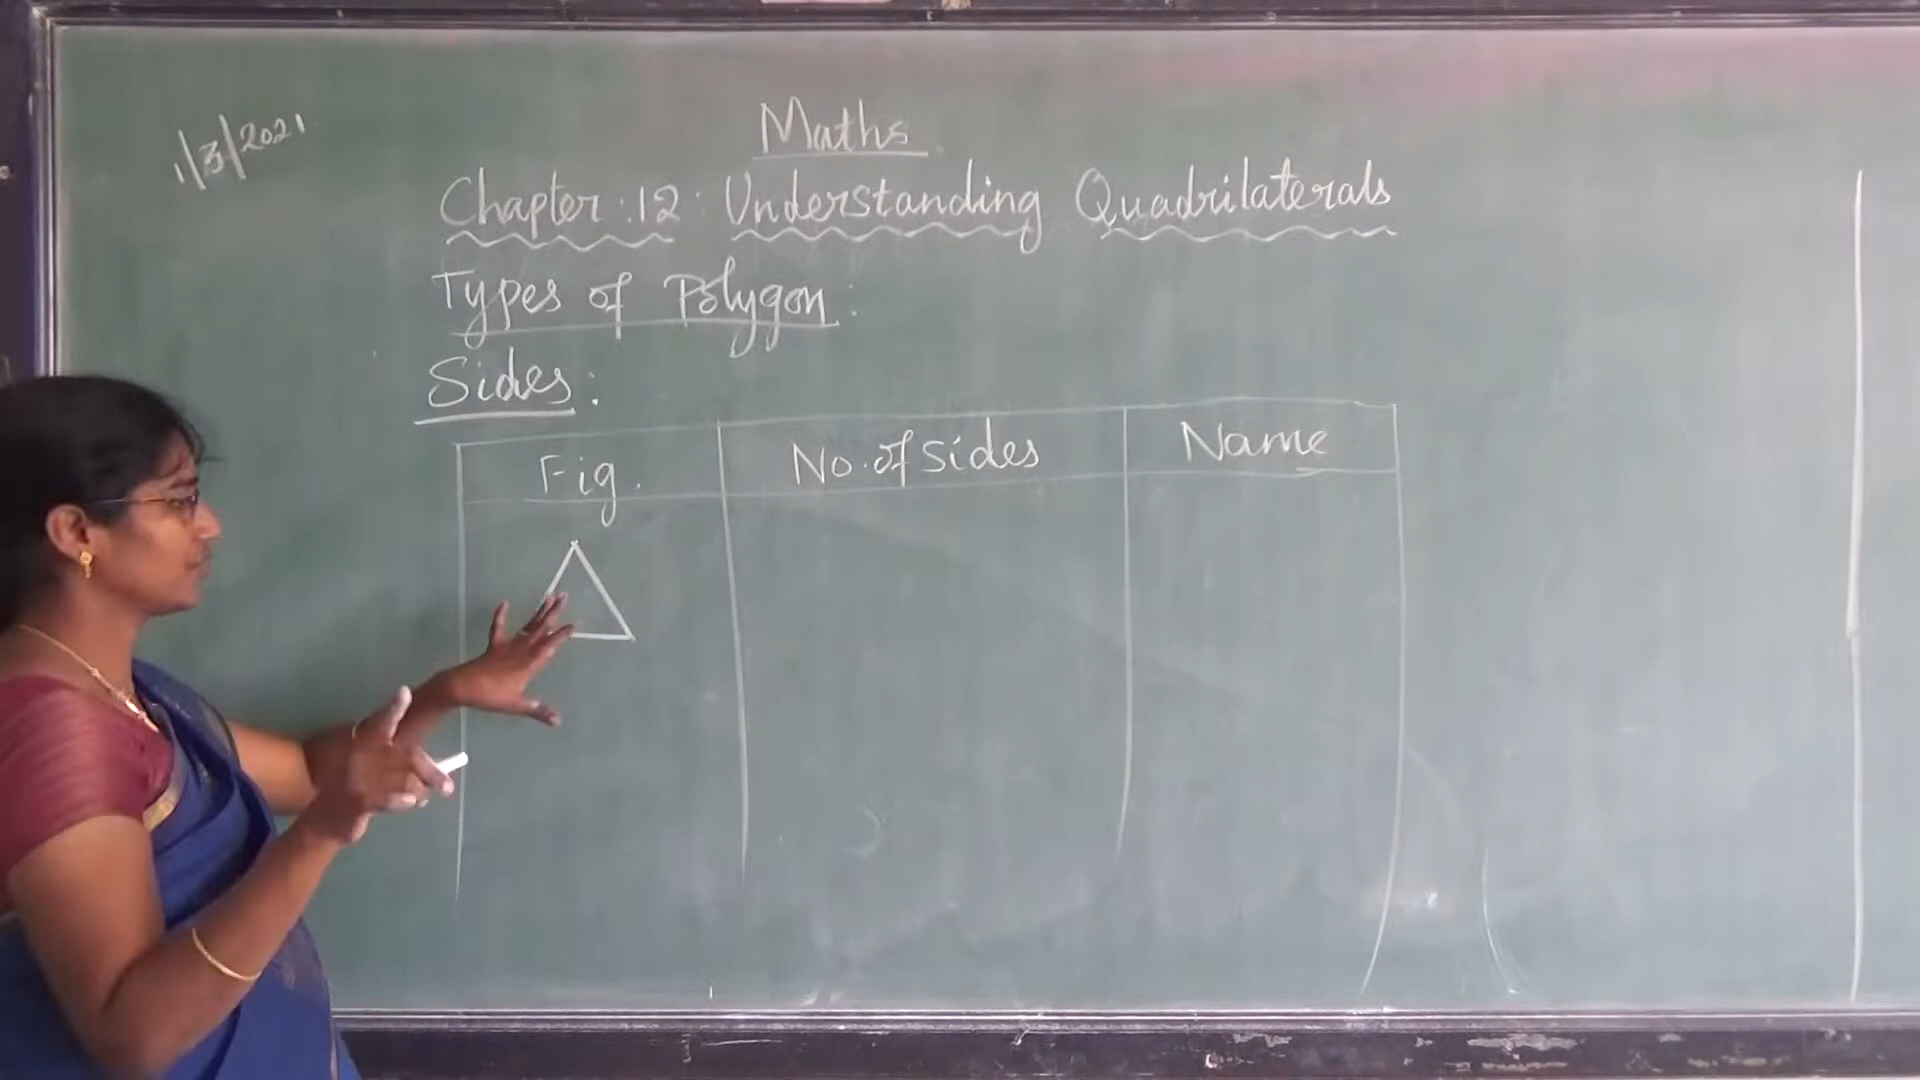 1/3/2021
Maths
Chapter:12: Understanding Quadrilaterals
Types of Polygon:
Sides:
Fig. No. of Sides Name